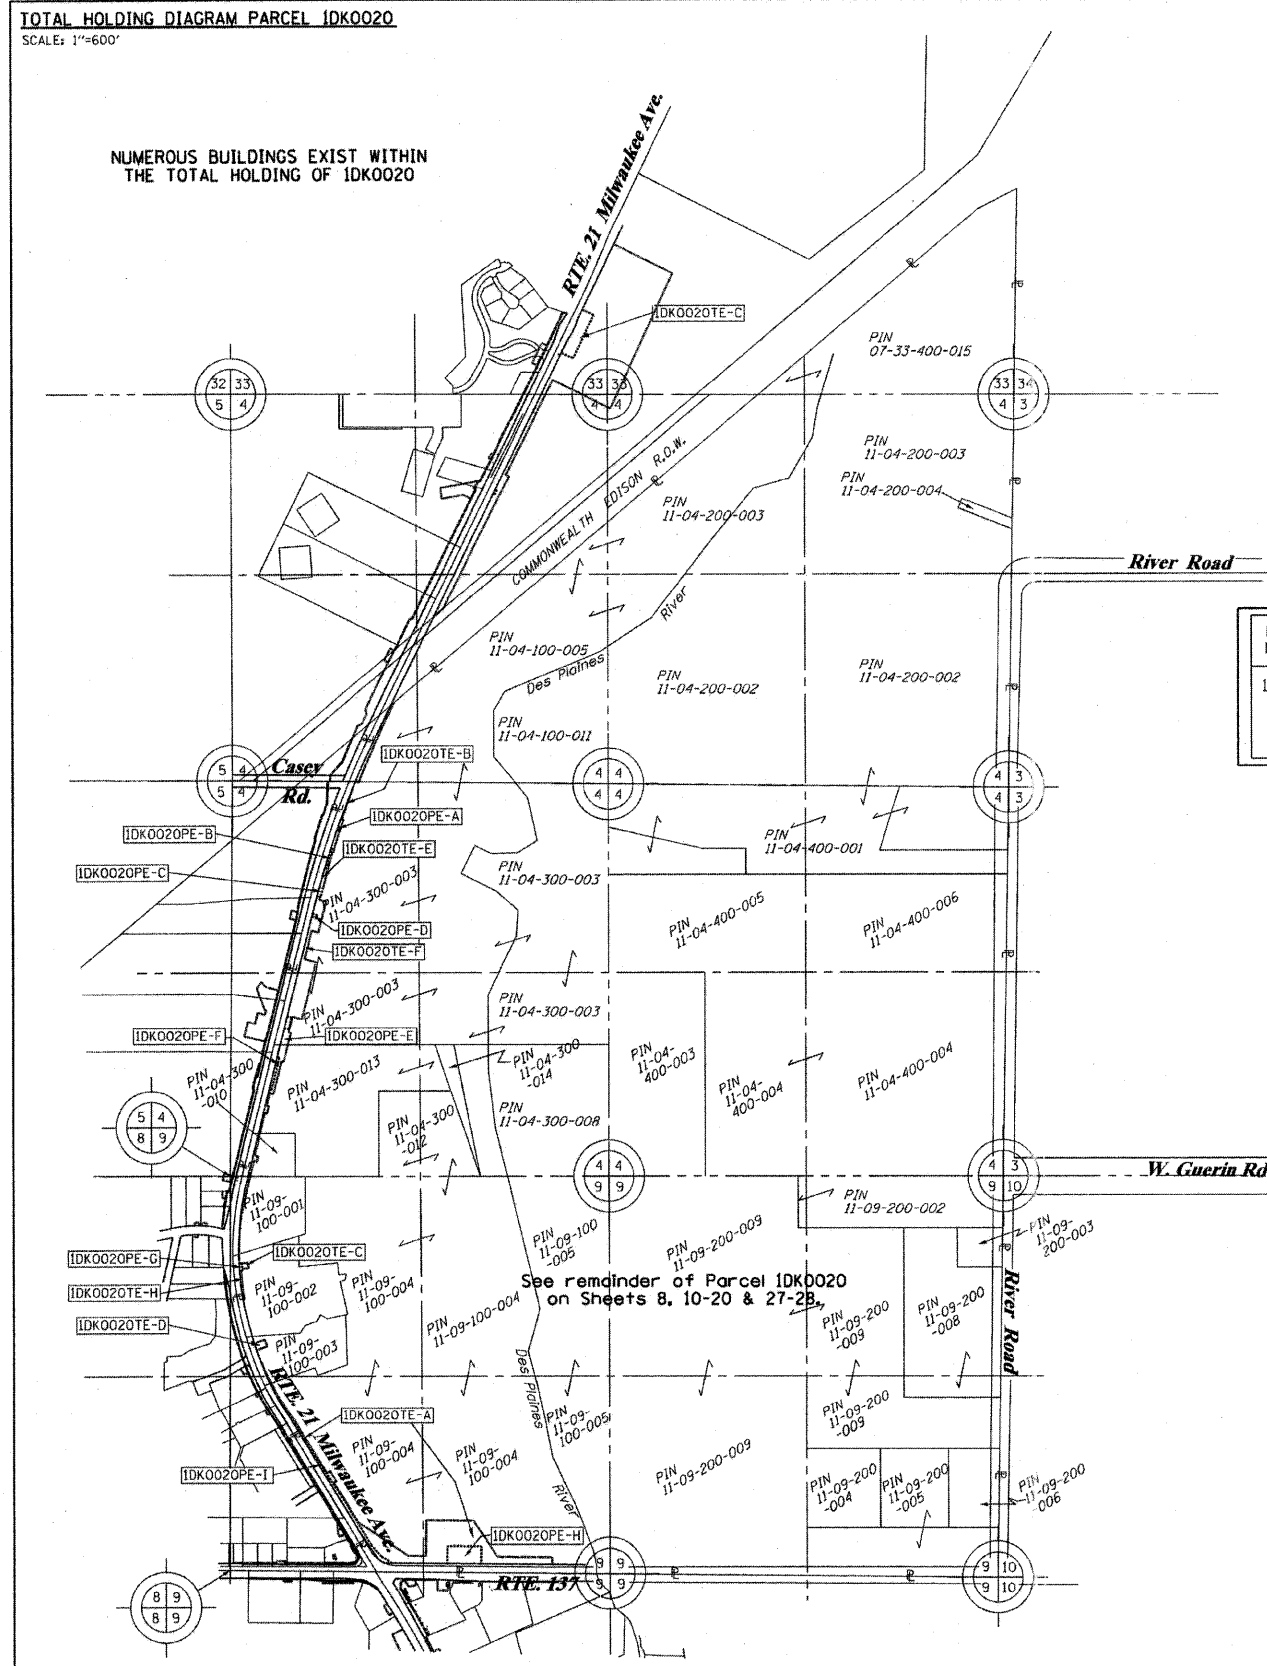 TOTAL HOLDING DIAGRAM PARCEL 1DK0020
SCALE: 1"=600'
NUMEROUS BUILDINGS EXIST WITHIN
THE TOTAL HOLDING OF 1DK0020
RTE. 21 Milwaukee Ave.
1DK0020TE-C
PIN
07-33-400-015
32 33
5 4
33 33
4 4
33 34
4 3
PIN
11-04-200-003
PIN
11-04-200-004
COMMONWEALTH EDISON R.O.W.
PIN
11-04-200-003
River Road
River
Des Plaines
PIN
11-04-100-005
PIN
11-04-200-002
PIN
11-04-200-002
PIN
11-04-100-011
1DK0020TE-B
Casey
Rd.
5 4
5 4
4 4
4 4
4 3
4 3
1DK0020PE-A
1DK0020PE-B
1DK0020TE-E
PIN
11-04-400-001
1DK0020PE-C
PIN
11-04-300-003
PIN
11-04-300-003
PIN
11-04-400-005
PIN
11-04-400-006
1DK0020PE-D
1DK0020TE-F
PIN
11-04-300-003
PIN
11-04-300-003
1DK0020PE-F
1DK0020PE-E
PIN
11-04-300
-010
PIN
11-04-300-013
PIN
11-04-300
-014
PIN
11-04-
400-003
PIN
11-04-
400-004
PIN
11-04-400-004
5 4
8 9
PIN
11-04-300
-012
PIN
11-04-300-008
4 4
9 9
4 3
9 10
W. Guerin Rd
PIN
11-09-
100-001
PIN
11-09-200-002
PIN
11-09-
200-003
1DK0020PE-G
1DK0020TE-C
PIN
11-09-100
-005
PIN
11-09-200-009
1DK0020TE-H
PIN
11-09-
100-002
PIN
11-09-
100-004
See remainder of Parcel 1DK0020
on Sheets 8, 10-20 & 27-28.
PIN
11-09-100-004
1DK0020TE-D
PIN
11-09-
100-003
PIN
11-09-200
-009
PIN
11-09-200
-008
River Road
Des Plaines
River
RTE. 21 Milwaukee Ave.
1DK0020TE-A
PIN
11-09-
100-004
PIN
11-09-
100-004
PIN
11-09-
100-005
PIN
11-09-200
-009
1DK0020PE-I
PIN
11-09-200-009
PIN
11-09-200
-004
PIN
11-09-200
-005
PIN
11-09-200
-006
1DK0020PE-H
RTE. 137
8 9
8 9
9 9
9 9
9 10
9 10